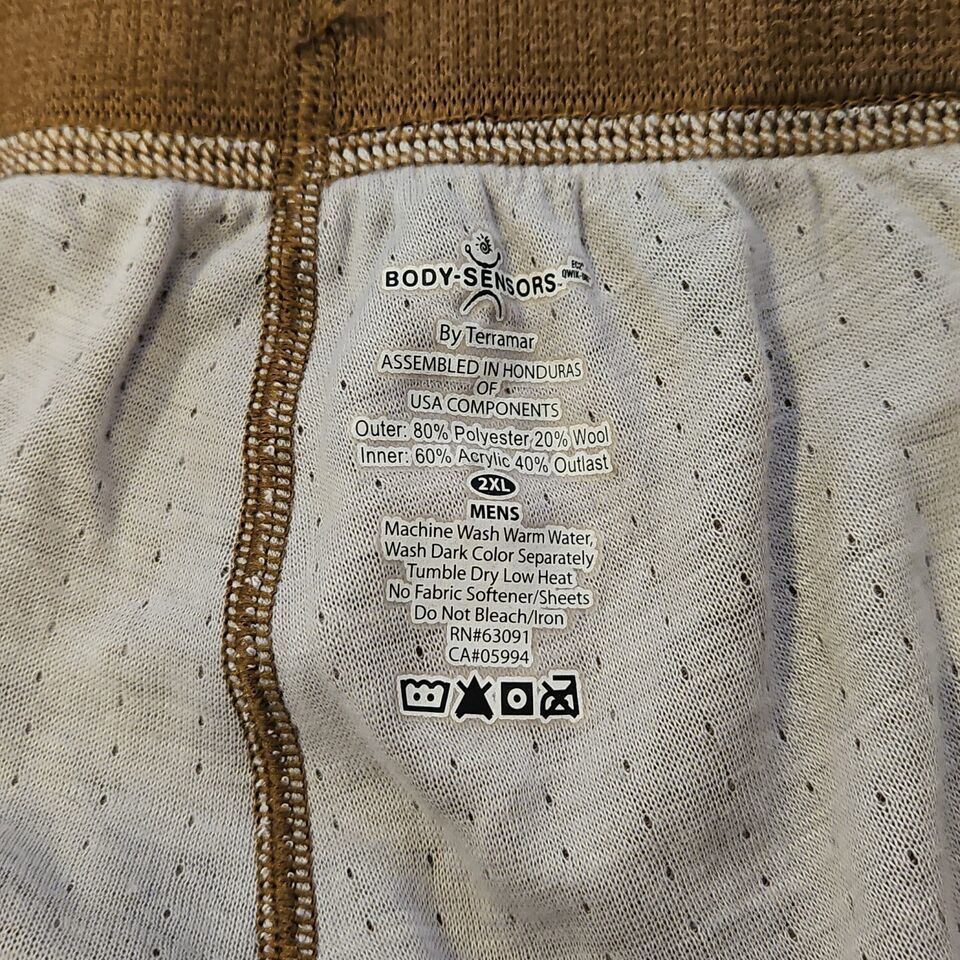 BODY-SENSORS
By Terramar
ASSEMBLED IN HONDURAS
OF
USA COMPONENTS
Outer: 80% Polyester 20% Wool
Inner: 60% Acrylic 40% Outlast
2XL
MENS
Machine Wash Warm Water,
Wash Dark Color Separately
Tumble Dry Low Heat
No Fabric Softener/Sheets
Do Not Bleach/Iron
RN#63091
CA#05994